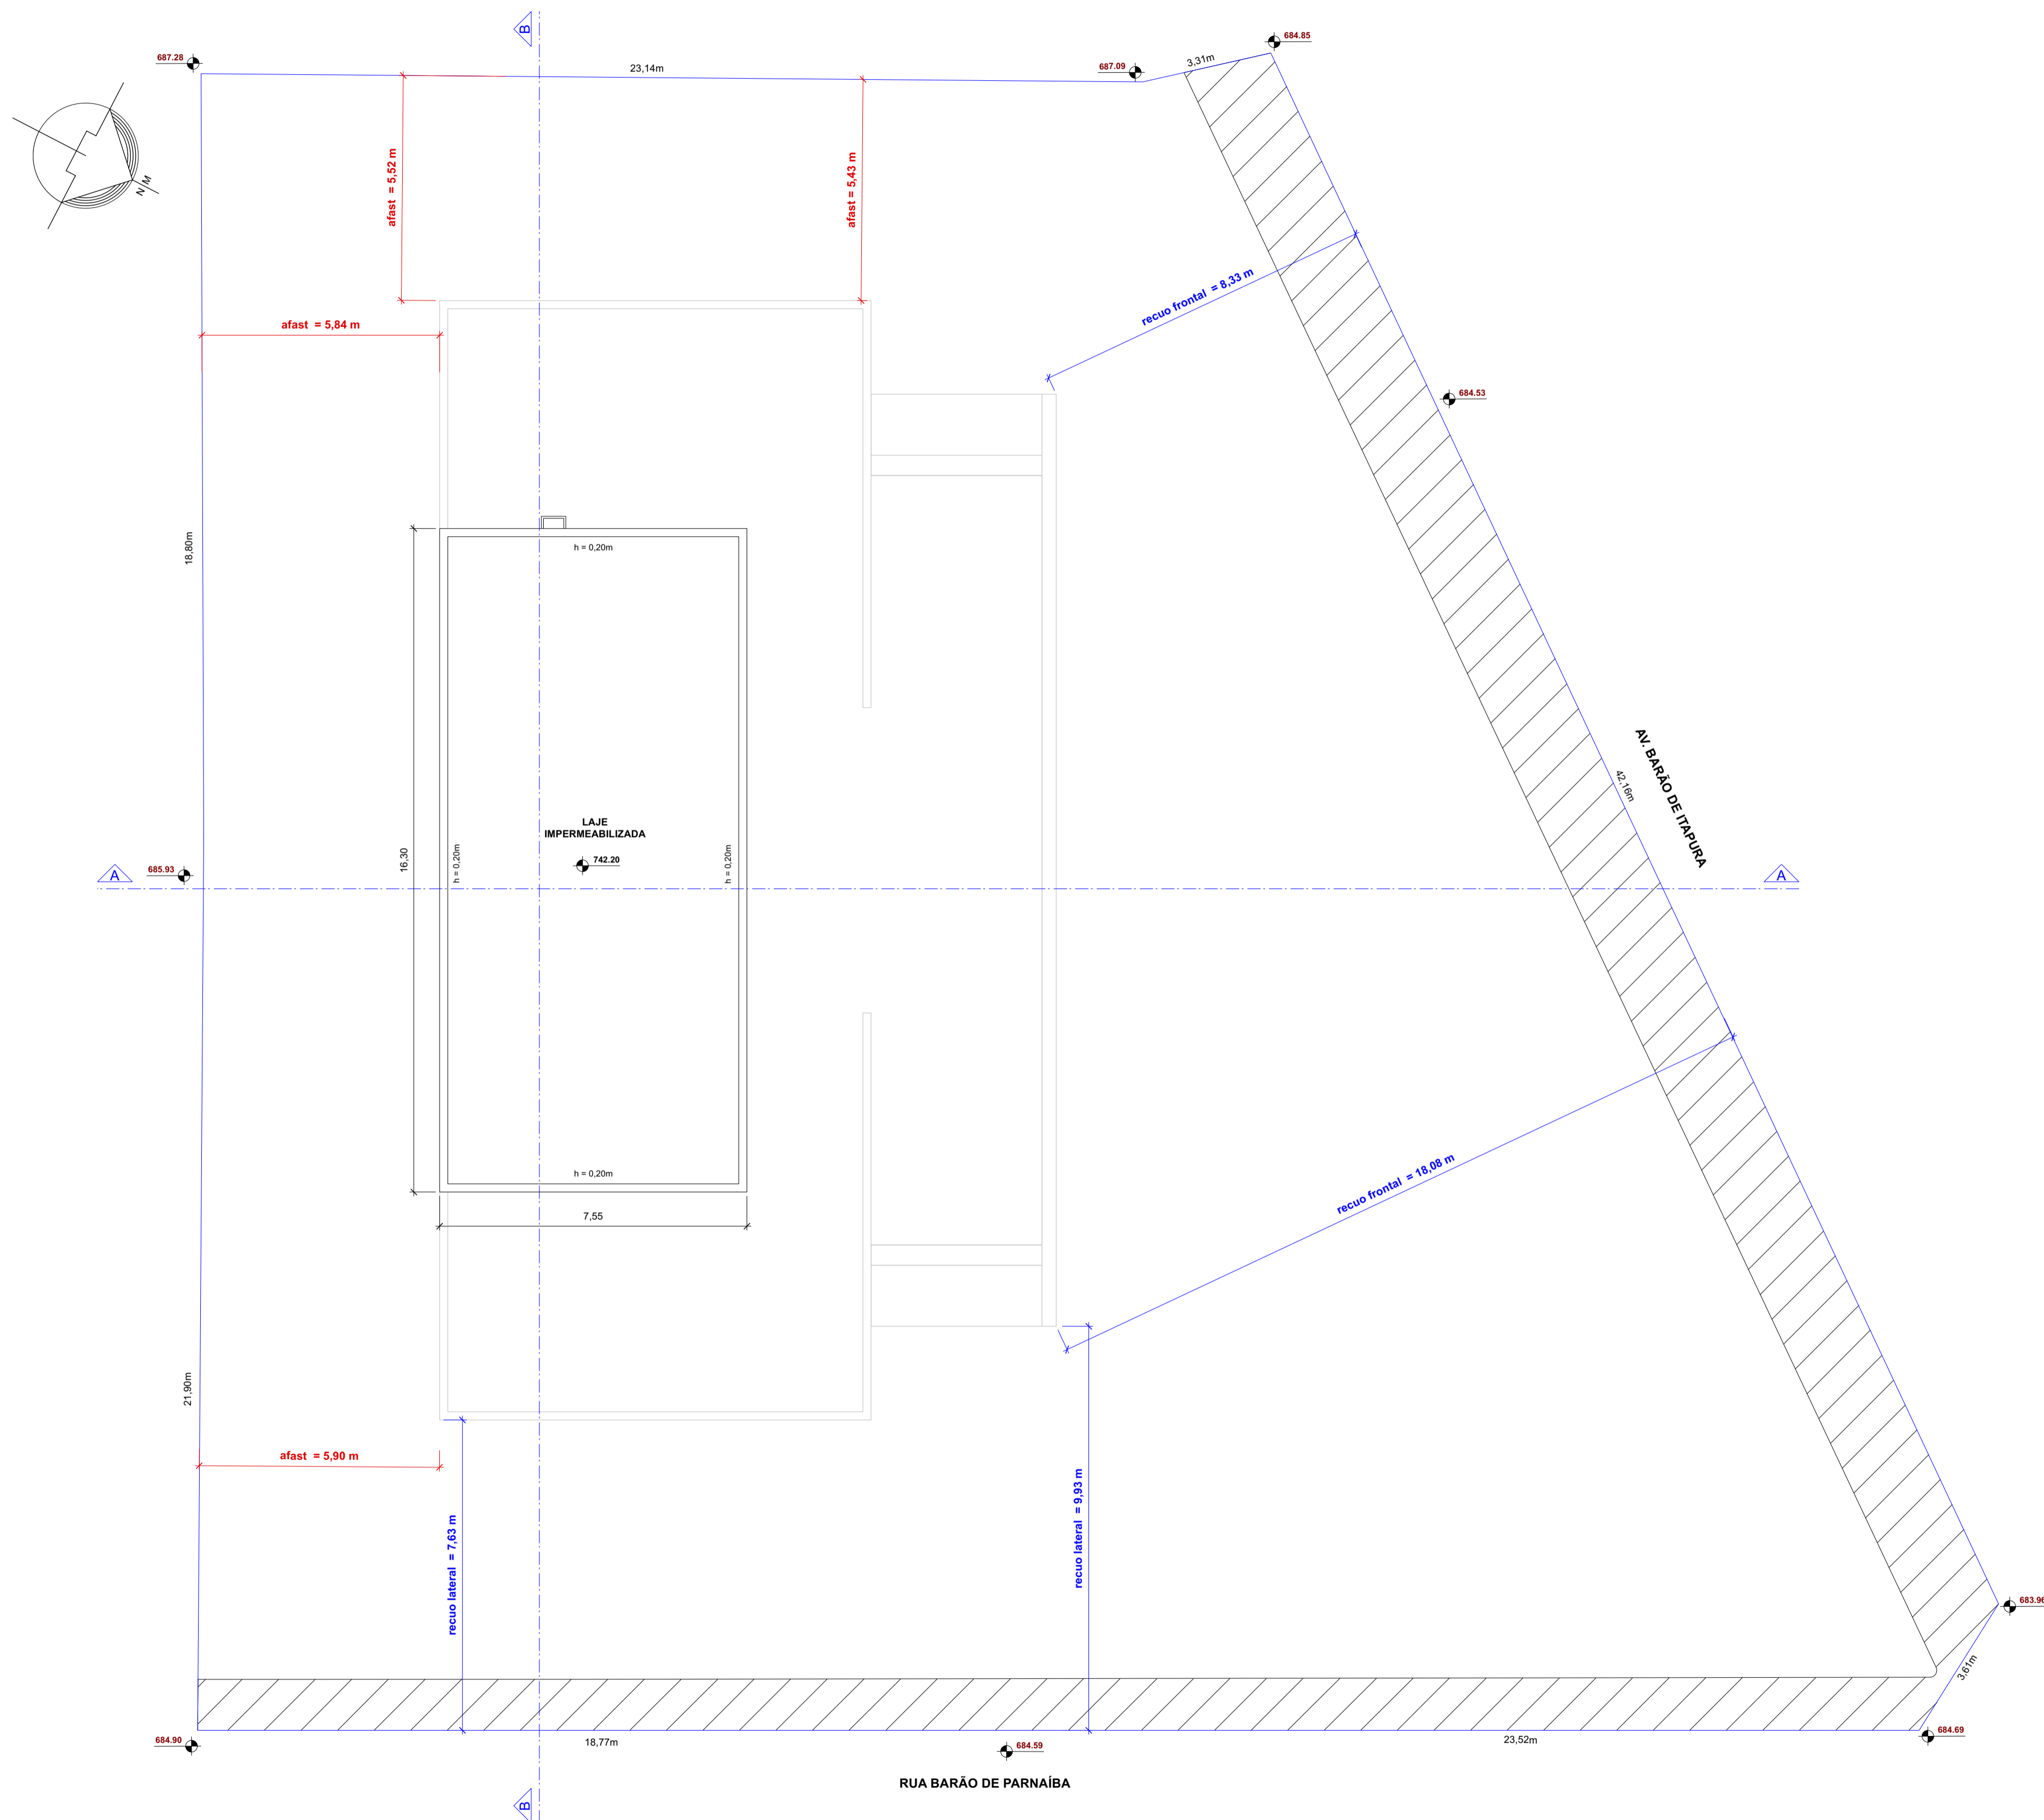 B
684.85
687.28
23,14m
687.09
3,31m
N M
afast = 5,52 m
afast = 5,43 m
recuo frontal = 8,33 m
afast = 5,84 m
684.53
18,80m
h = 0,20m
AV. BARÃO DE ITAPURA
42,16m
LAJE
IMPERMEABILIZADA
742.20
16,30
h = 0,20m
h = 0,20m
685.93
A
A
recuo frontal = 18,08 m
h = 0,20m
7,55
21,90m
afast = 5,90 m
recuo lateral = 7,63 m
recuo lateral = 9,93 m
683.96
3,61m
684.90
18,77m
684.59
23,52m
684.69
RUA BARÃO DE PARNAÍBA
B